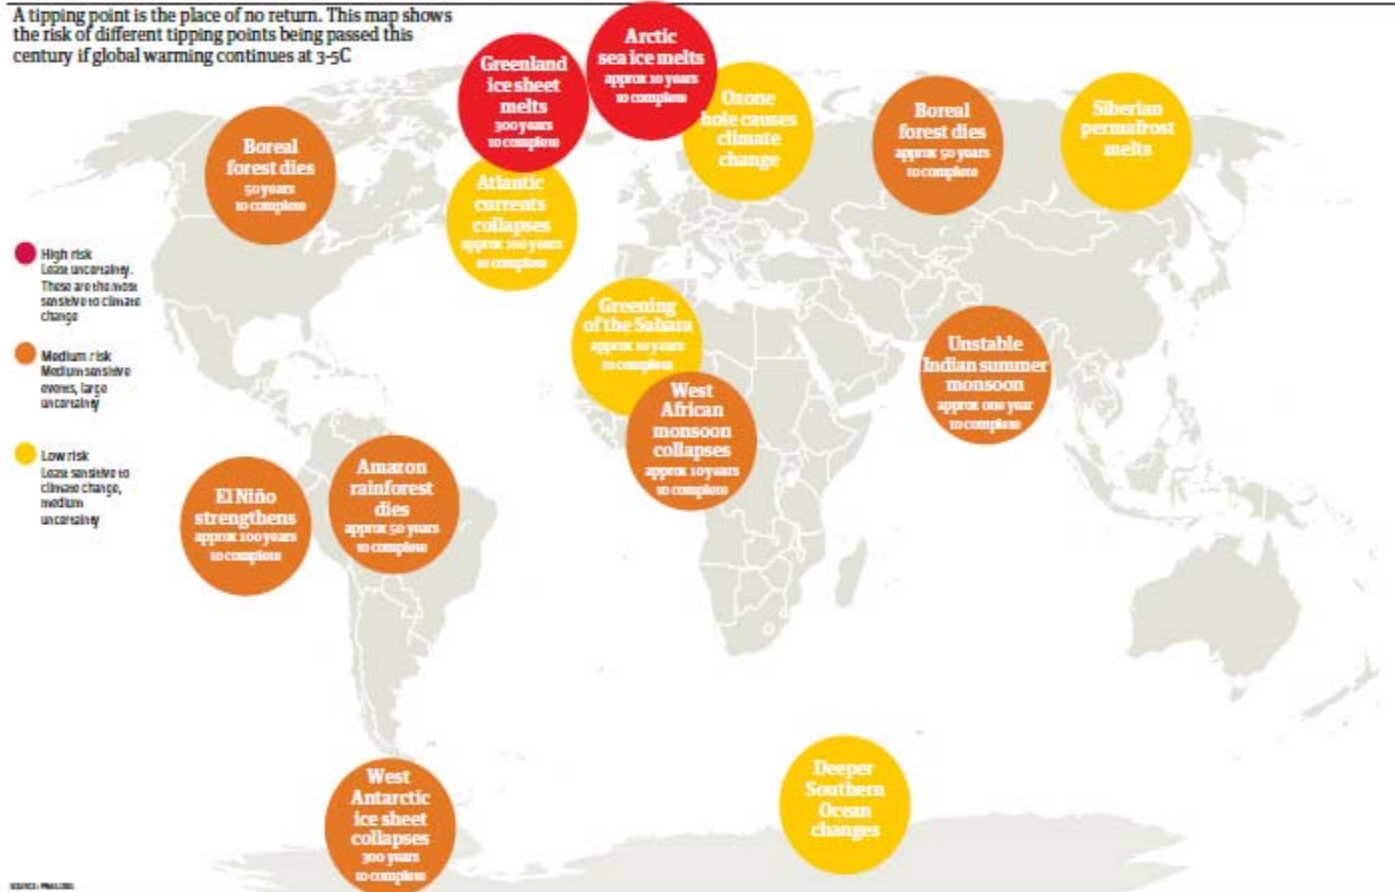 A tipping point is the place of no return. This map shows
the risk of different tipping points being passed this
century if global warming continues at 3-5C
Arctic
sea ice melts
approx 10 years
to complete
Greenland
ice sheet
melts
300 years
to complete
Ozone
hole causes
climate
change
Boreal
forest dies
approx 50 years
to complete
Siberian
permafrost
melts
Boreal
forest dies
50 years
to complete
Atlantic
currents
collapses
approx 100 years
to complete
High risk
Least uncertainty.
These are the most
sensitive to climate
change
Medium risk
Medium sensitive
events, large
uncertainty
Low risk
Least sensitive to
climate change,
medium
uncertainty
Greening
of the Sahara
approx 10 years
to complete
West
African
monsoon
collapses
approx 10 years
to complete
Unstable
Indian summer
monsoon
approx one year
to complete
El Niño
strengthens
approx 100 years
to complete
Amazon
rainforest
dies
approx 50 years
to complete
West
Antarctic
ice sheet
collapses
300 years
to complete
Deeper
Southern
Ocean
changes